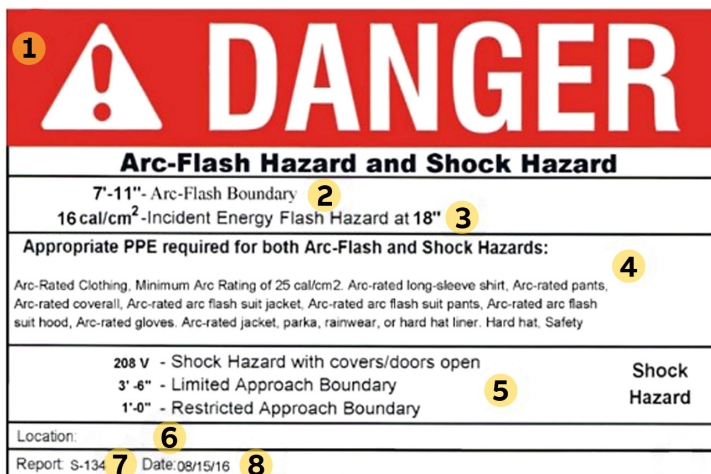 1 DANGER
Arc-Flash Hazard and Shock Hazard
7'-11"- Arc-Flash Boundary 2
16 cal/cm² -Incident Energy Flash Hazard at 18" 3
Appropriate PPE required for both Arc-Flash and Shock Hazards:
4
Arc-Rated Clothing, Minimum Arc Rating of 25 cal/cm2. Arc-rated long-sleeve shirt, Arc-rated pants,
Arc-rated coverall, Arc-rated arc flash suit jacket, Arc-rated arc flash suit pants, Arc-rated arc flash
suit hood, Arc-rated gloves. Arc-rated jacket, parka, rainwear, or hard hat liner. Hard hat, Safety
208 V - Shock Hazard with covers/doors open
3' -6" - Limited Approach Boundary 5
1'-0" - Restricted Approach Boundary
Shock
Hazard
Location: 6
Report: S-134 7 Date: 08/15/16 8